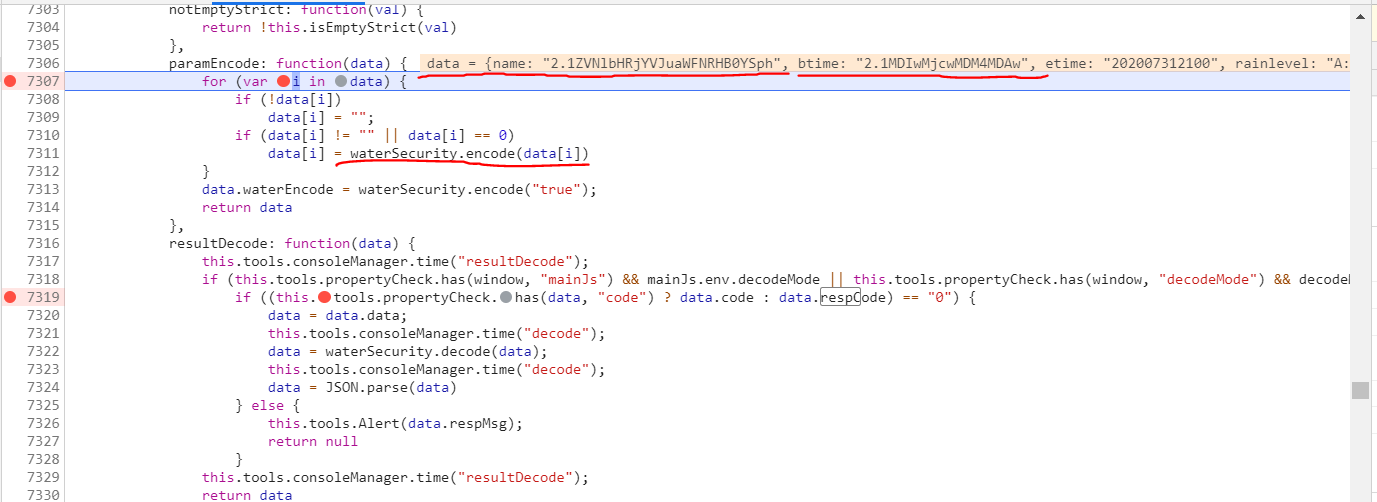 7303 notEmptyStrict: function(val) {
7304 return !this.isEmptyStrict(val)
7305 },
7306 paramEncode: function(data) { data = {name: "2.1ZVNlbHRjYVJuaWFNRHB0YSph", btime: "2.1MDIwMjcwMDM4MDAw", etime: "202007312100", rainlevel: "A:
7307 for (var i in data) {
7308 if (!data[i])
7309 data[i] = "";
7310 if (data[i] != "" || data[i] == 0)
7311 data[i] = waterSecurity.encode(data[i])
7312 }
7313 data.waterEncode = waterSecurity.encode("true");
7314 return data
7315 },
7316 resultDecode: function(data) {
7317 this.tools.consoleManager.time("resultDecode");
7318 if (this.tools.propertyCheck.has(window, "mainJs") && mainJs.env.decodeMode || this.tools.propertyCheck.has(window, "decodeMode") && decodeM
7319 if ((this.tools.propertyCheck.has(data, "code") ? data.code : data.respCode) == "0") {
7320 data = data.data;
7321 this.tools.consoleManager.time("decode");
7322 data = waterSecurity.decode(data);
7323 this.tools.consoleManager.time("decode");
7324 data = JSON.parse(data)
7325 } else {
7326 this.tools.Alert(data.respMsg);
7327 return null
7328 }
7329 this.tools.consoleManager.time("resultDecode");
7330 return data